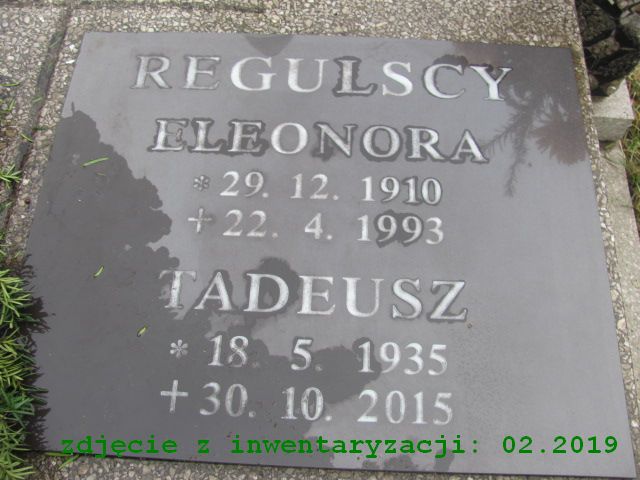 REGULSCY
ELEONORA
* 29. 12. 1910
+ 22. 4. 1993
TADEUSZ
* 18. 5. 1935
+ 30. 10. 2015
zdjęcie z inwentaryzacji: 02.2019